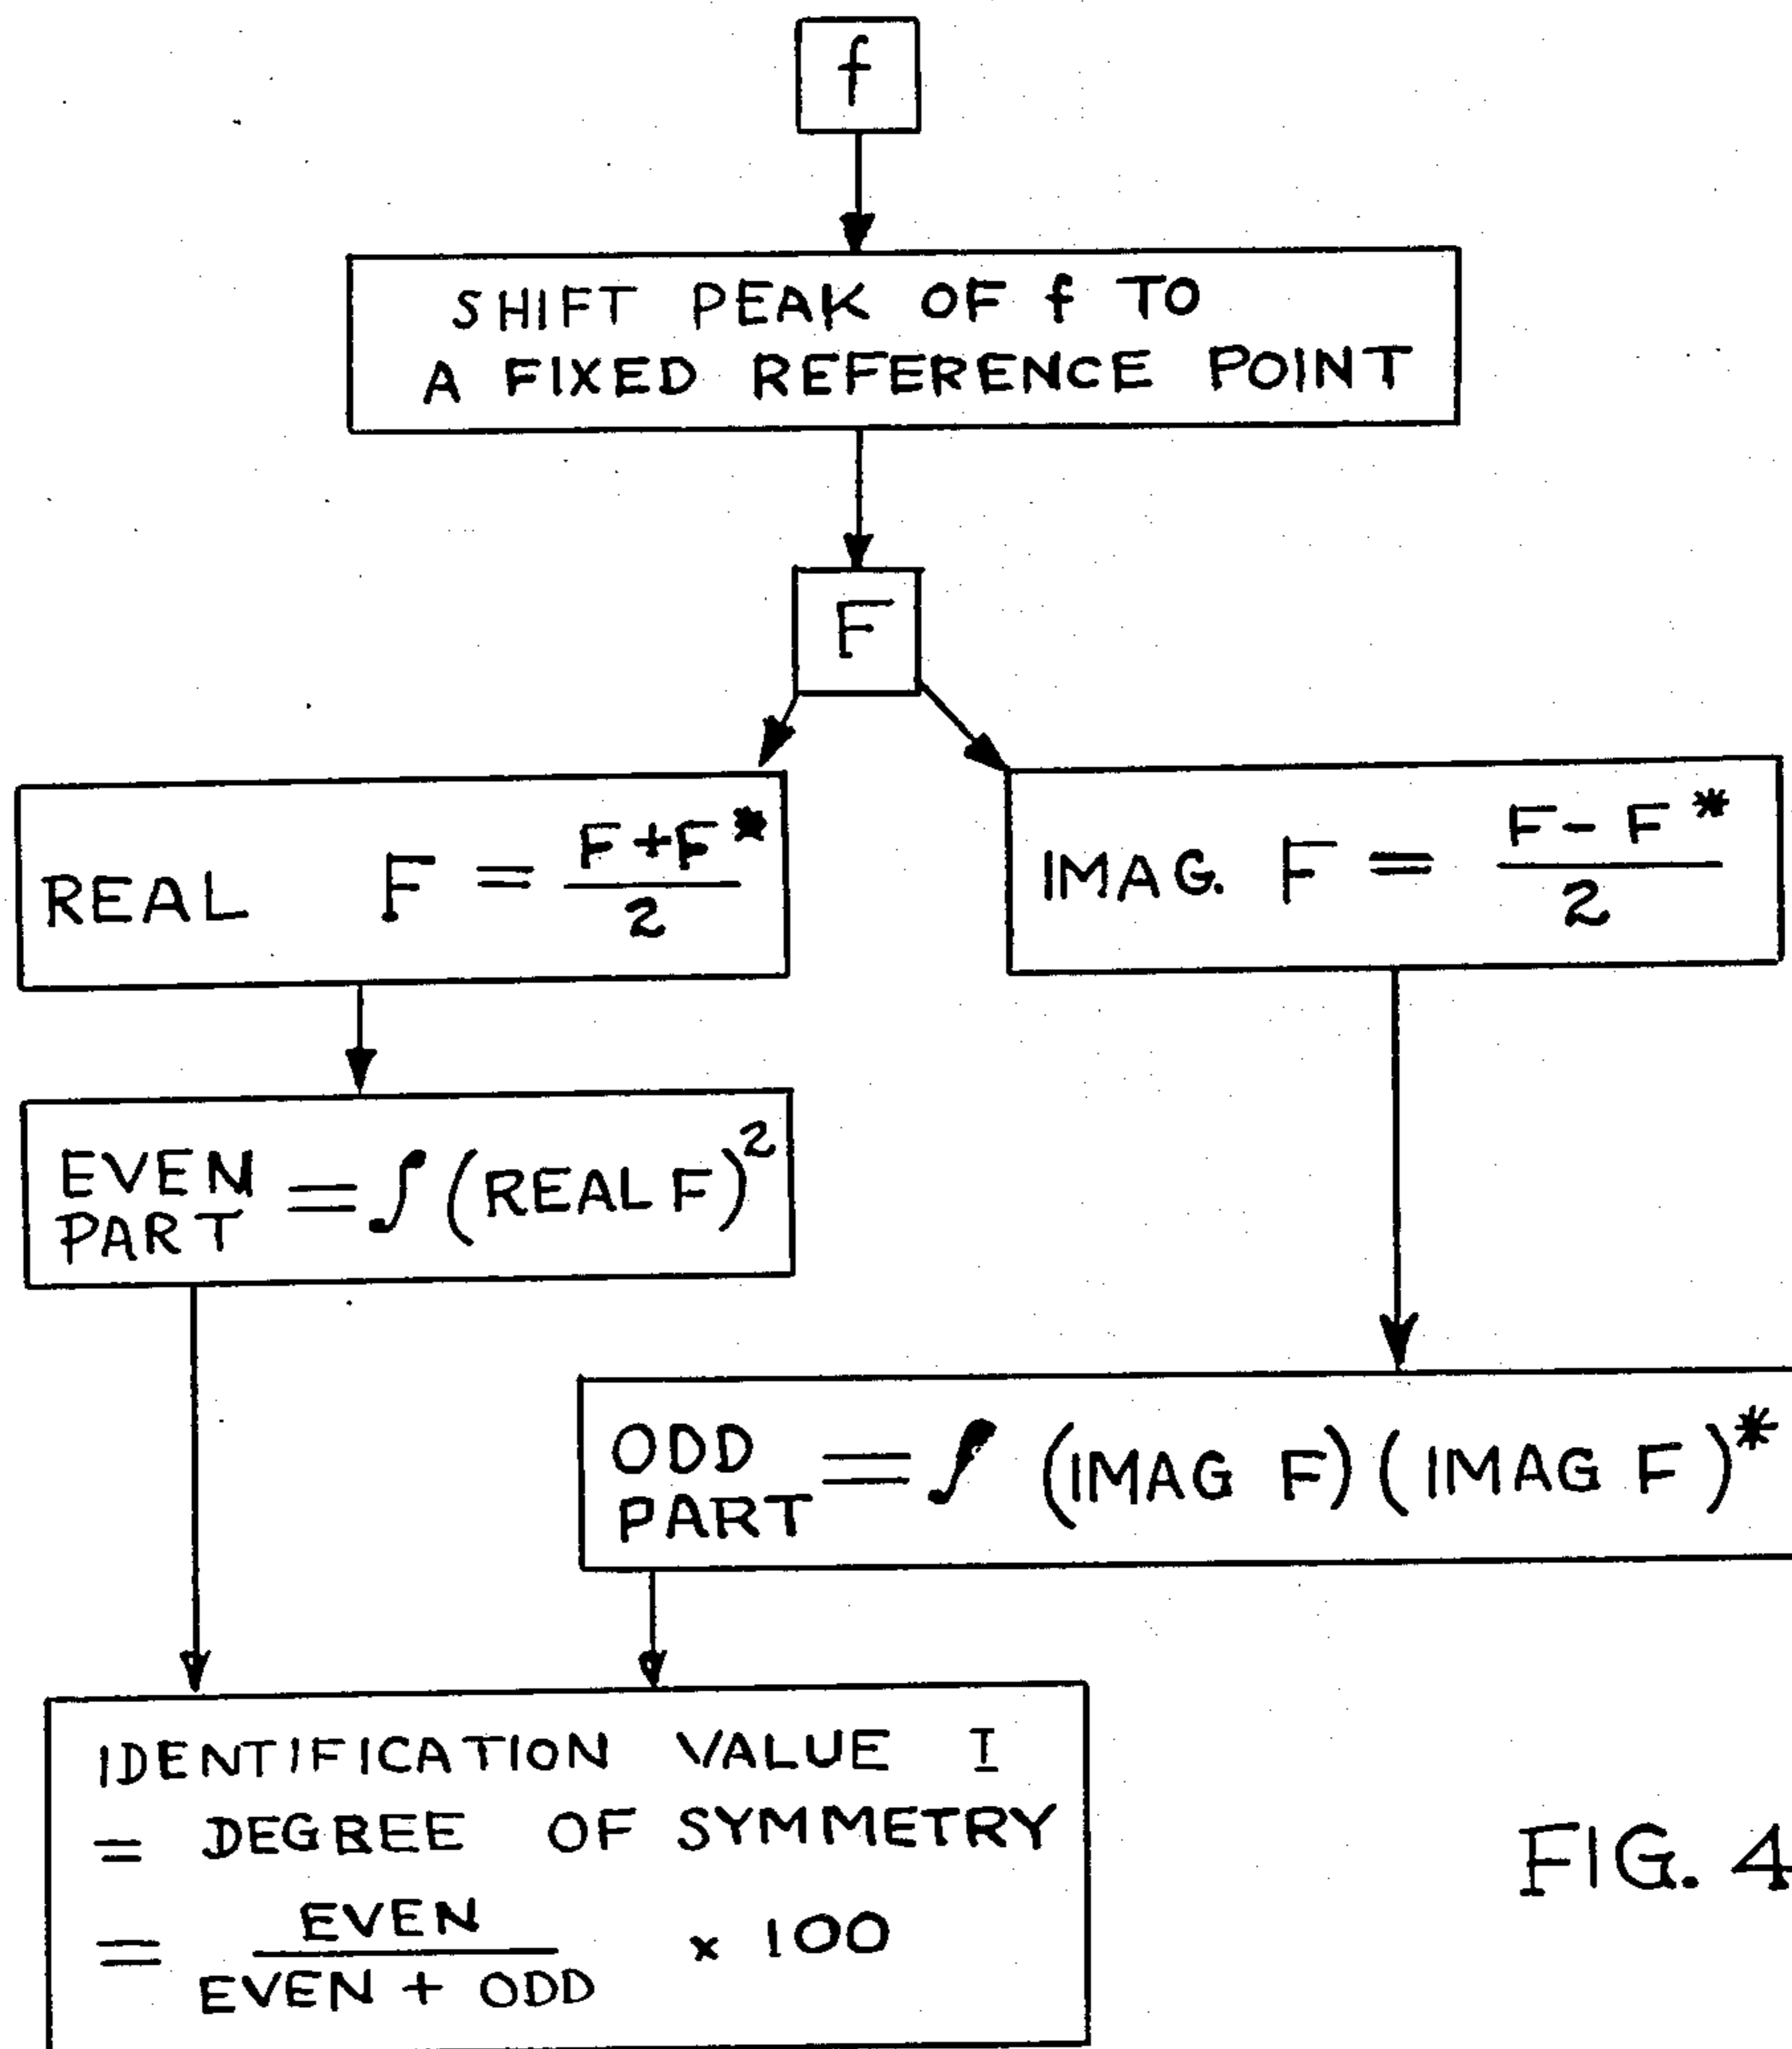 f
SHIFT PEAK OF f TO
A FIXED REFERENCE POINT
F
REAL F = F+F* / 2
IMAG. F = F- F* / 2
EVEN PART = ∫ (REAL F)²
ODD PART = ∫ (IMAG F) (IMAG F)*
IDENTIFICATION VALUE I
= DEGREE OF SYMMETRY
= EVEN / EVEN + ODD × 100
FIG. 4